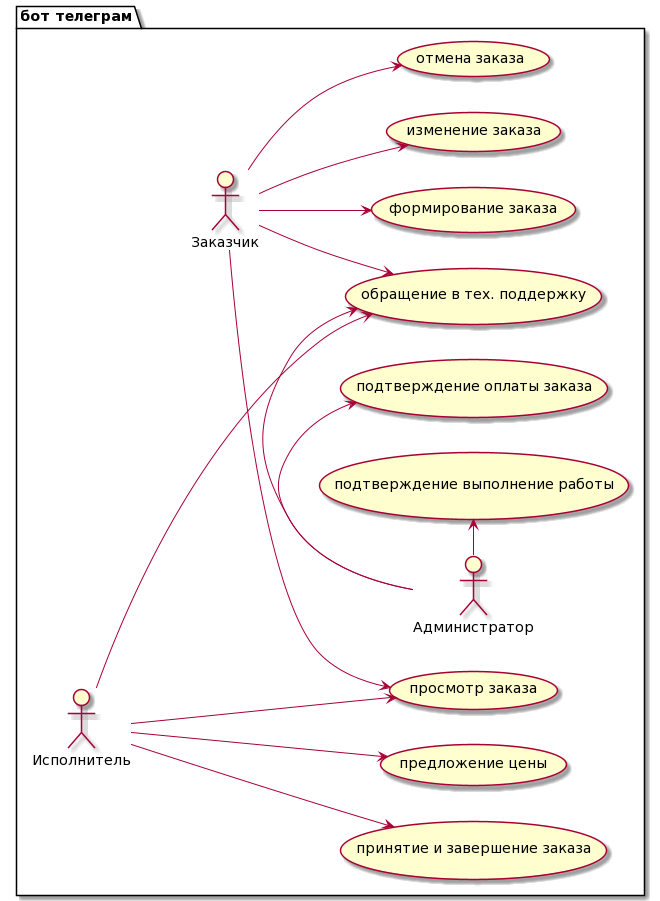 бот телеграм
отмена заказа
изменение заказа
формирование заказа
Заказчик
обращение в тех. поддержку
подтверждение оплаты заказа
подтверждение выполнение работы
Администратор
просмотр заказа
Исполнитель
предложение цены
принятие и завершение заказа